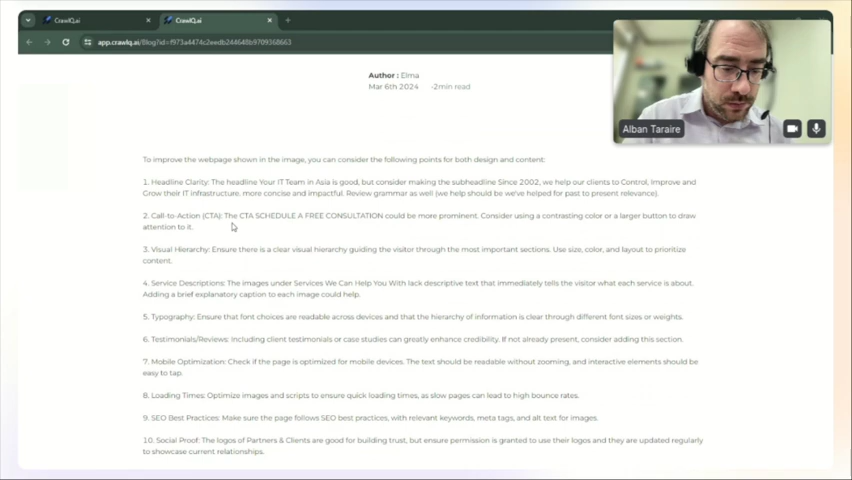 CrawlQ.ai
CrawlQ.ai
app.crawlq.ai/Blog?id=f973a4474c2eedb244648b9709368663
Author : Elma
Mar 6th 2024 -2min read
Alban Taraire
To improve the webpage shown in the image, you can consider the following points for both design and content:
1. Headline Clarity: The headline Your IT Team in Asia is good, but consider making the subheadline Since 2002, we help our clients to Control, Improve and
Grow their IT infrastructure. more concise and impactful. Review grammar as well (we help should be we've helped for past to present relevance).
2. Call-to-Action (CTA): The CTA SCHEDULE A FREE CONSULTATION could be more prominent. Consider using a contrasting color or a larger button to draw
attention to it.
3. Visual Hierarchy: Ensure there is a clear visual hierarchy guiding the visitor through the most important sections. Use size, color, and layout to prioritize
content.
4. Service Descriptions: The images under Services We Can Help You With lack descriptive text that immediately tells the visitor what each service is about.
Adding a brief explanatory caption to each image could help.
5. Typography: Ensure that font choices are readable across devices and that the hierarchy of information is clear through different font sizes or weights.
6. Testimonials/Reviews: Including client testimonials or case studies can greatly enhance credibility. If not already present, consider adding this section.
7. Mobile Optimization: Check if the page is optimized for mobile devices. The text should be readable without zooming, and interactive elements should be
easy to tap.
8. Loading Times: Optimize images and scripts to ensure quick loading times, as slow pages can lead to high bounce rates.
9. SEO Best Practices: Make sure the page follows SEO best practices, with relevant keywords, meta tags, and alt text for images.
10. Social Proof: The logos of Partners & Clients are good for building trust, but ensure permission is granted to use their logos and they are updated regularly
to showcase current relationships.